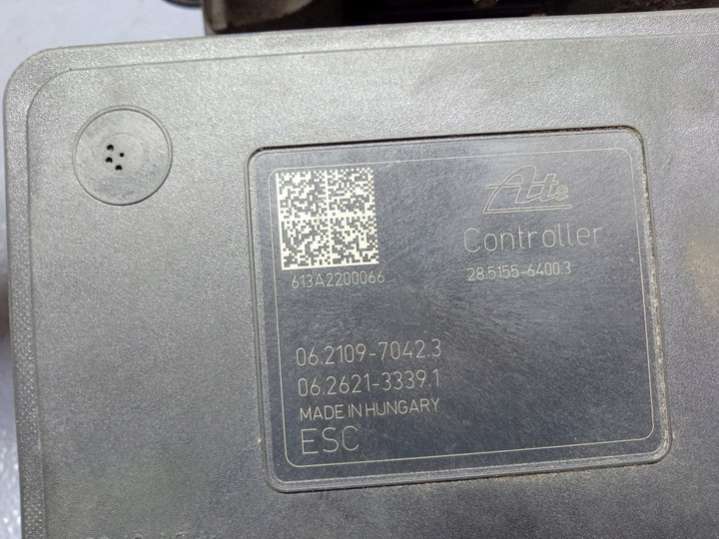 Ate
Controller
613A2200066
28.5155-6400.3
06.2109-7042.3
06.2621-3339.1
MADE IN HUNGARY
ESC